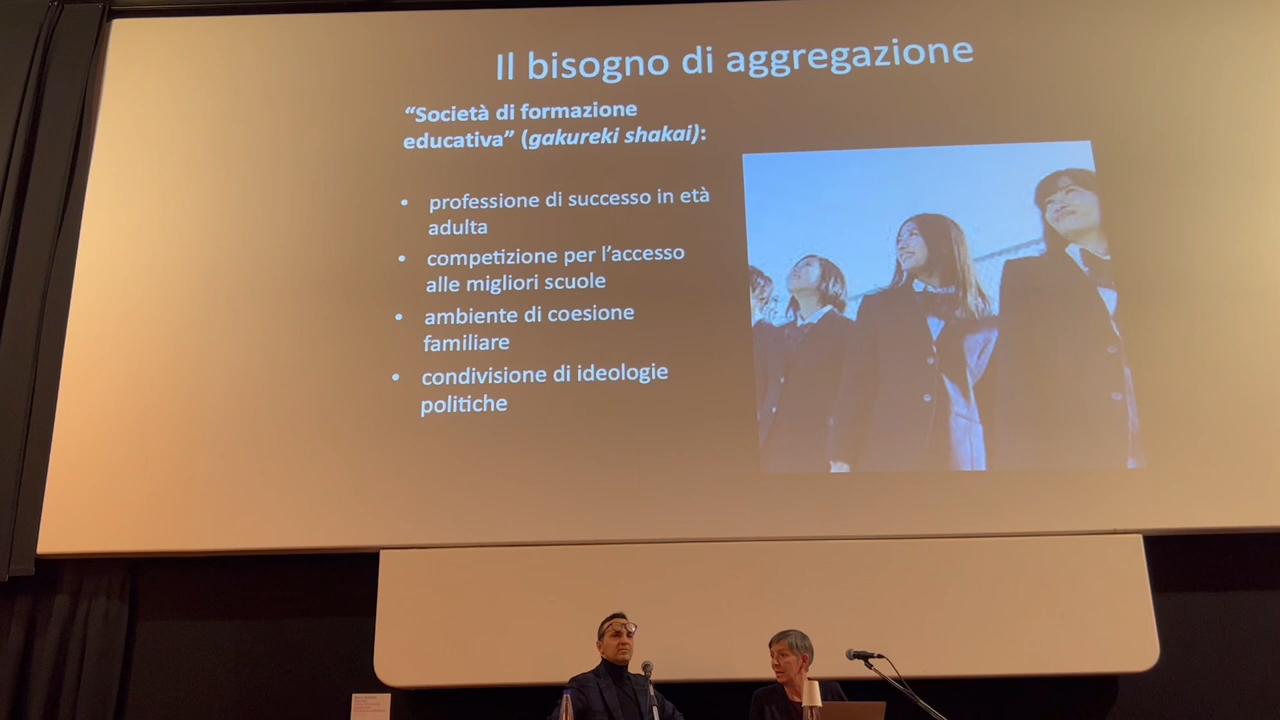 Il bisogno di aggregazione
“Società di formazione
educativa” (gakureki shakai):
• professione di successo in età
adulta
• competizione per l’accesso
alle migliori scuole
• ambiente di coesione
familiare
• condivisione di ideologie
politiche